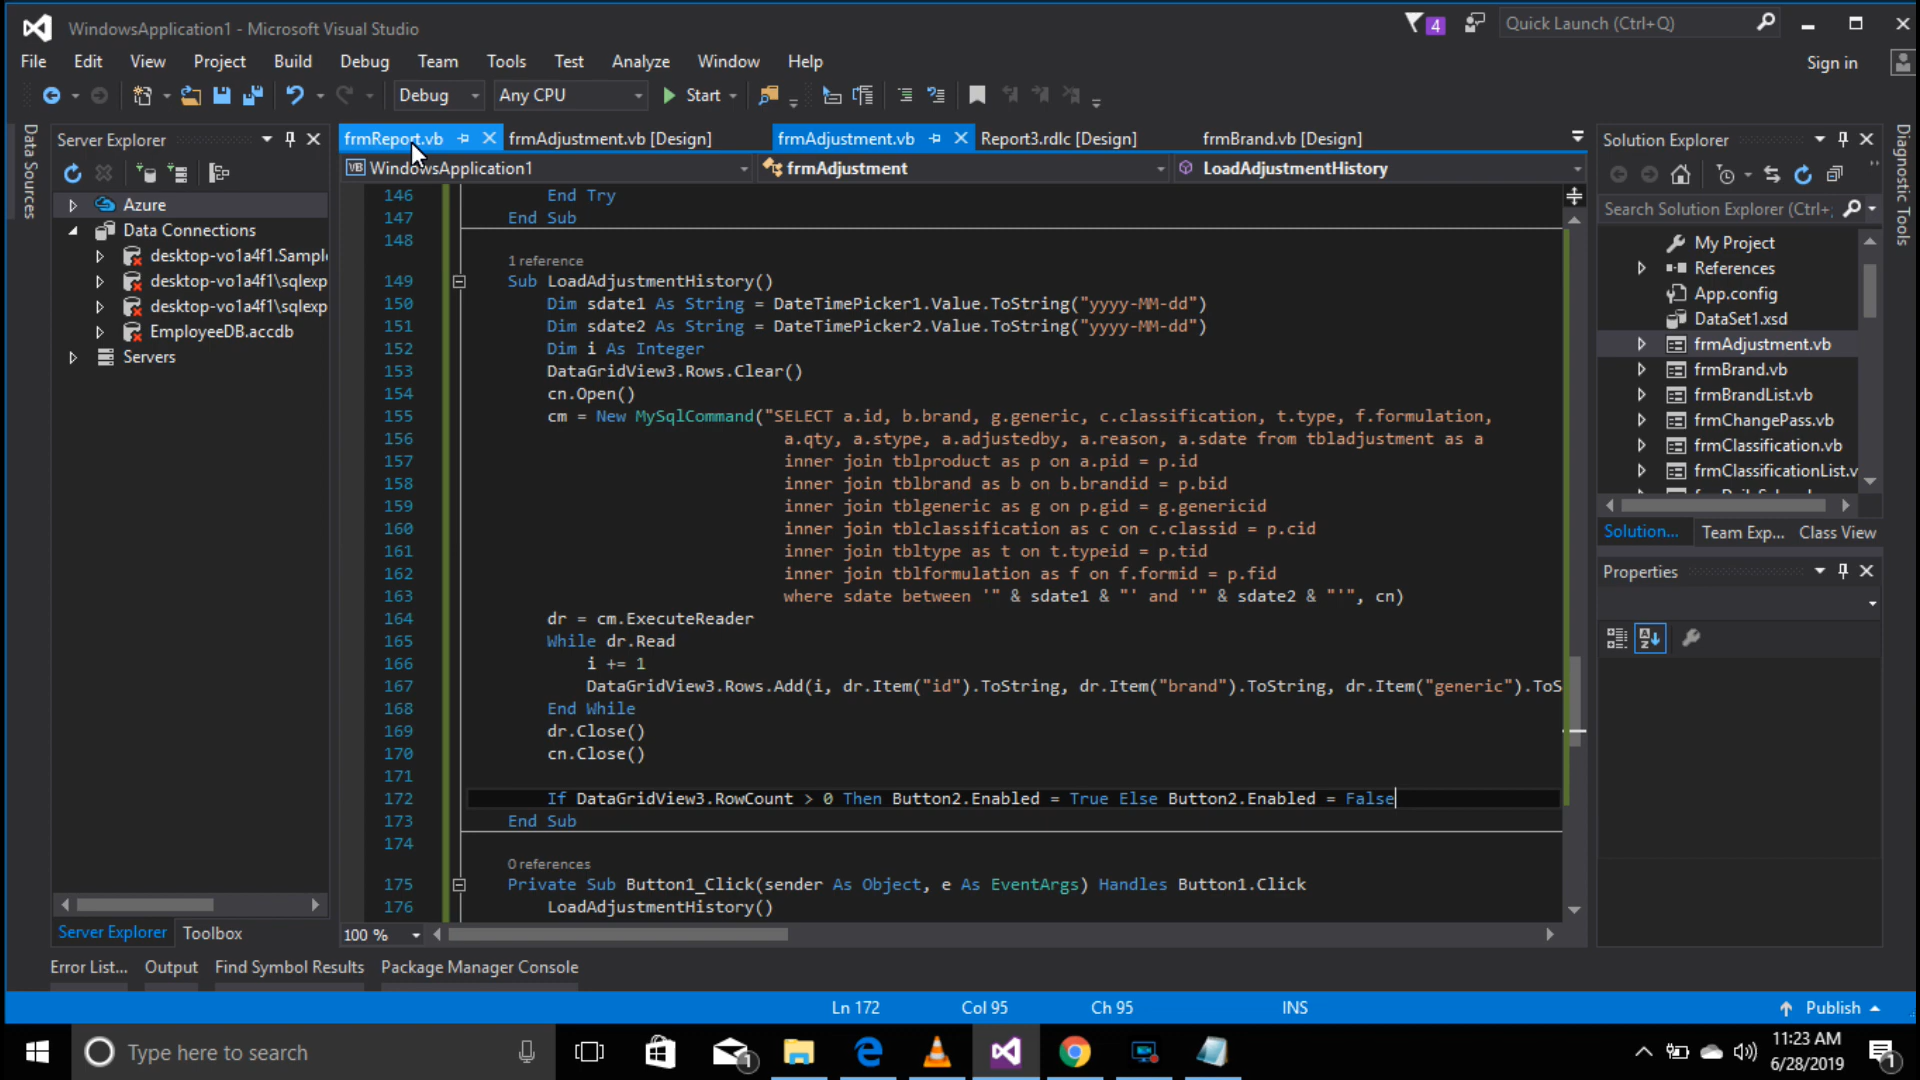 WindowsApplication1 - Microsoft Visual Studio
4
Quick Launch (Ctrl+Q)
File Edit View Project Build Debug Team Tools Test Analyze Window Help
Sign in
Debug Any CPU Start
Data Sources
Server Explorer
Azure
Data Connections
desktop-vo1a4f1.Sampl
desktop-vo1a4f1\sqlexp
desktop-vo1a4f1\sqlexp
EmployeeDB.accdb
Servers
Server Explorer Toolbox
frmReport.vb frmAdjustment.vb [Design] frmAdjustment.vb Report3.rdlc [Design] frmBrand.vb [Design]
VB WindowsApplication1 frmAdjustment LoadAdjustmentHistory
146 End Try
147 End Sub
148
1 reference
149 Sub LoadAdjustmentHistory()
150 Dim sdate1 As String = DateTimePicker1.Value.ToString("yyyy-MM-dd")
151 Dim sdate2 As String = DateTimePicker2.Value.ToString("yyyy-MM-dd")
152 Dim i As Integer
153 DataGridView3.Rows.Clear()
154 cn.Open()
155 cm = New MySqlCommand("SELECT a.id, b.brand, g.generic, c.classification, t.type, f.formulation,
156 a.qty, a.stype, a.adjustedby, a.reason, a.sdate from tbladjustment as a
157 inner join tblproduct as p on a.pid = p.id
158 inner join tblbrand as b on b.brandid = p.bid
159 inner join tblgeneric as g on p.gid = g.genericid
160 inner join tblclassification as c on c.classid = p.cid
161 inner join tbltype as t on t.typeid = p.tid
162 inner join tblformulation as f on f.formid = p.fid
163 where sdate between '" & sdate1 & "' and '" & sdate2 & "'", cn)
164 dr = cm.ExecuteReader
165 While dr.Read
166 i += 1
167 DataGridView3.Rows.Add(i, dr.Item("id").ToString, dr.Item("brand").ToString, dr.Item("generic").ToS
168 End While
169 dr.Close()
170 cn.Close()
171
172 If DataGridView3.RowCount > 0 Then Button2.Enabled = True Else Button2.Enabled = False
173 End Sub
174
0 references
175 Private Sub Button1_Click(sender As Object, e As EventArgs) Handles Button1.Click
176 LoadAdjustmentHistory()
100 %
Solution Explorer
Search Solution Explorer (Ctrl+;
My Project
References
App.config
DataSet1.xsd
frmAdjustment.vb
frmBrand.vb
frmBrandList.vb
frmChangePass.vb
frmClassification.vb
frmClassificationList.v
Solution... Team Exp... Class View
Properties
Diagnostic Tools
Error List... Output Find Symbol Results Package Manager Console
Ln 172 Col 95 Ch 95 INS Publish
Type here to search
1
11:23 AM
6/28/2019
1